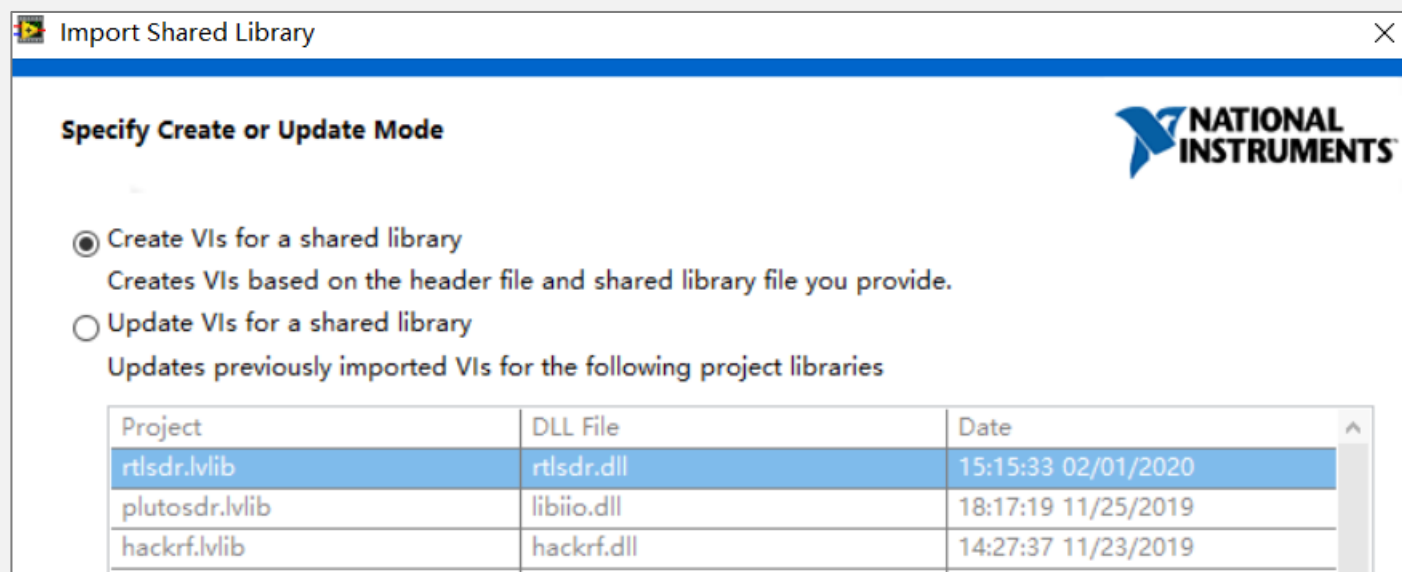 Import Shared Library
Specify Create or Update Mode
NATIONAL
INSTRUMENTS
Create VIs for a shared library
Creates VIs based on the header file and shared library file you provide.
Update VIs for a shared library
Updates previously imported VIs for the following project libraries
Project DLL File Date
rtlsdr.lvlib rtlsdr.dll 15:15:33 02/01/2020
plutosdr.lvlib libiio.dll 18:17:19 11/25/2019
hackrf.lvlib hackrf.dll 14:27:37 11/23/2019